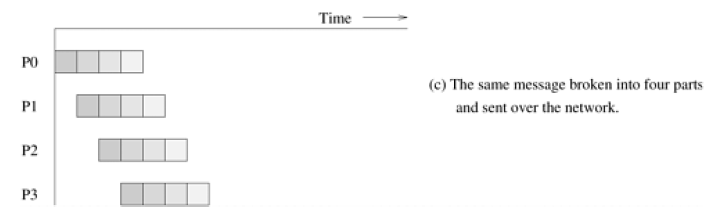 Time
P0
(c) The same message broken into four parts
and sent over the network.
P1
P2
P3